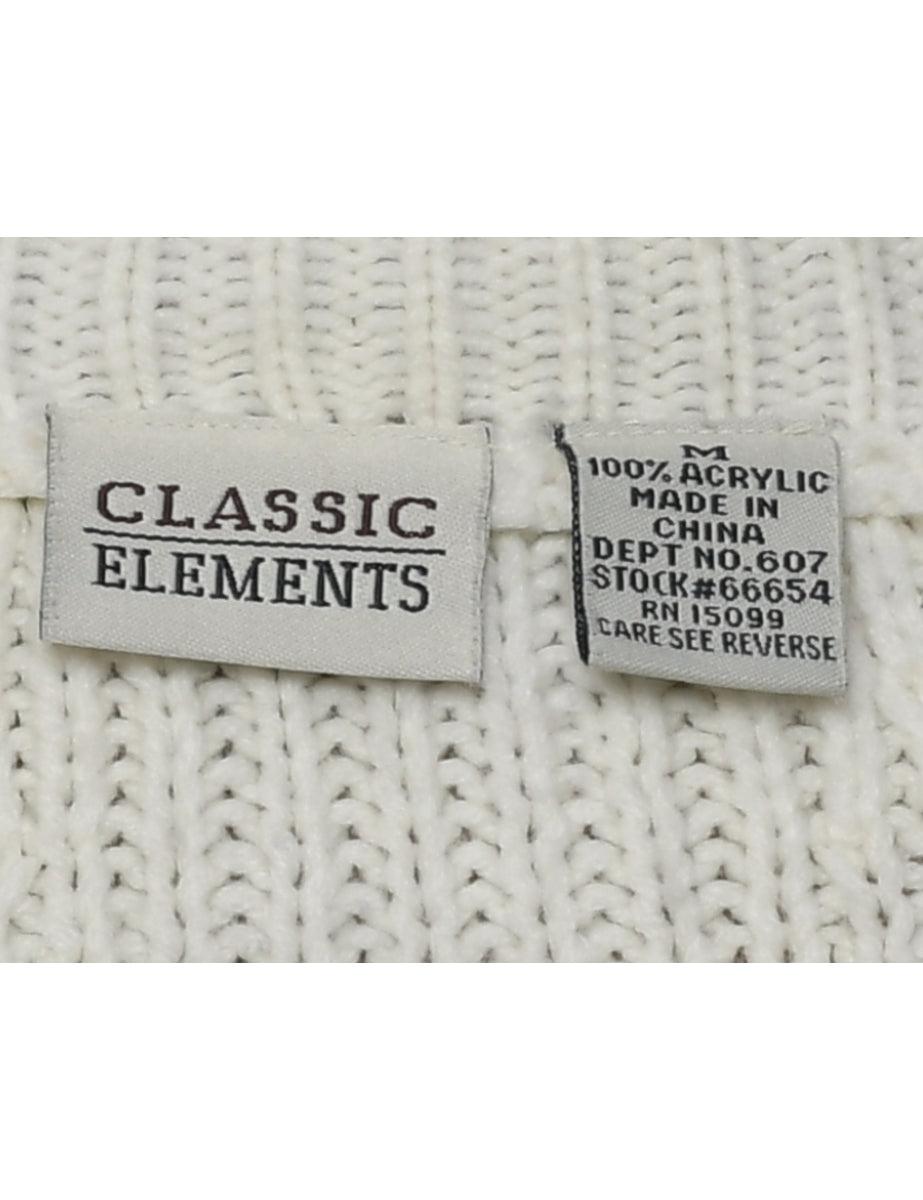 CLASSIC
ELEMENTS
M
100% ACRYLIC
MADE IN
CHINA
DEPT NO.607
STOCK#66654
RN 15099
CARE SEE REVERSE